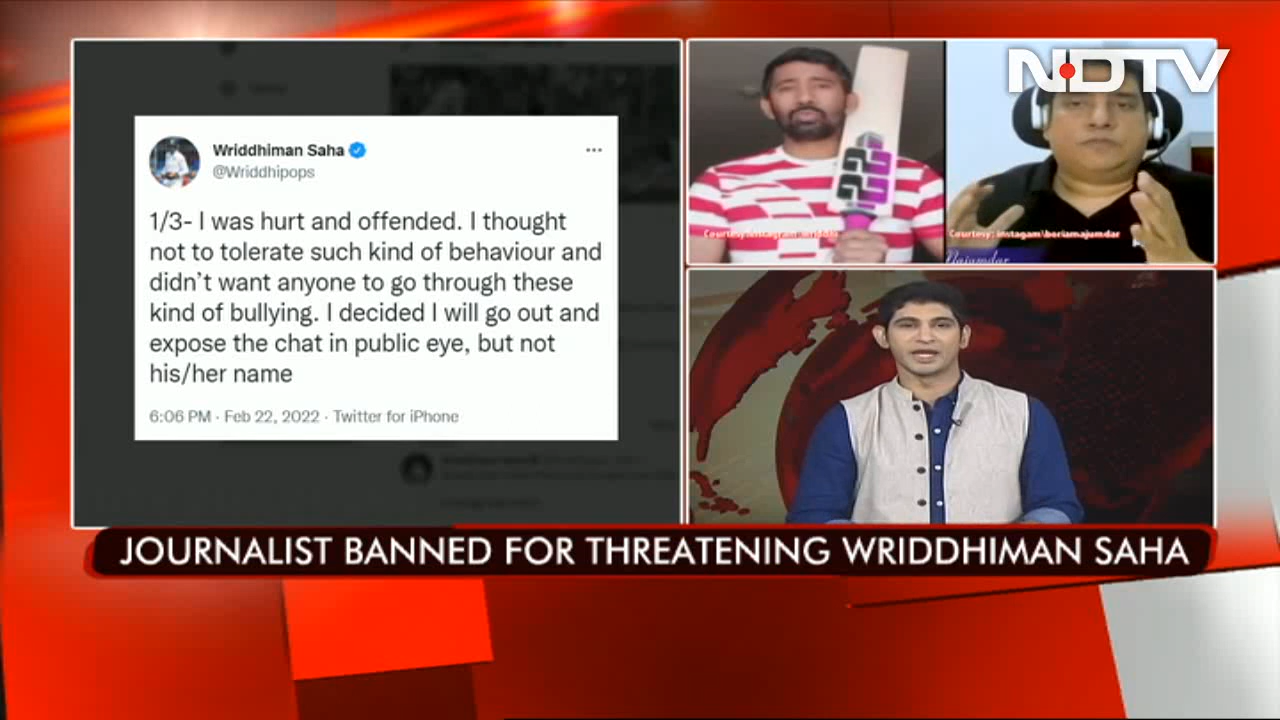 NDTV
Wriddhiman Saha
@Wriddhipops
1/3- I was hurt and offended. I thought
not to tolerate such kind of behaviour and
didn't want anyone to go through these
kind of bullying. I decided I will go out and
expose the chat in public eye, but not
his/her name
6:06 PM · Feb 22, 2022 · Twitter for iPhone
Courtesy: instagam\boriamajumdar
Majumdar
JOURNALIST BANNED FOR THREATENING WRIDDHIMAN SAHA